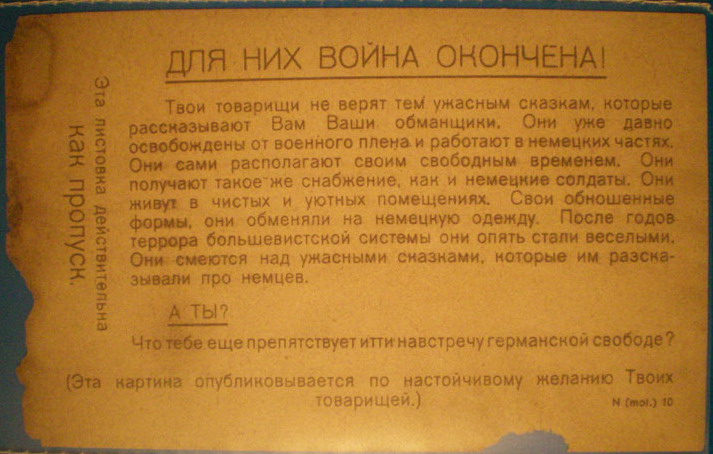 ДЛЯ НИХ ВОЙНА ОКОНЧЕНА!
Твои товарищи не верят тем ужасным сказкам, которые
рассказывают Вам Ваши обманщики. Они уже давно
освобождены от военного плена и работают в немецких частях.
Они сами располагают своим свободным временем. Они
получают такое же снабжение, как и немецкие солдаты. Они
живут в чистых и уютных помещениях. Свои обношенные
формы, они обменяли на немецкую одежду. После годов
террора большевистской системы они опять стали веселыми.
Они смеются над ужасными сказками, которые им расска-
зывали про немцев.
А ТЫ?
Что тебе еще препятствует итти навстречу германской свободе?
(Эта картина опубликовывается по настойчивому желанию Твоих
товарищей.)
N (mol.) 10
Эта листовка действительна
как пропуск.